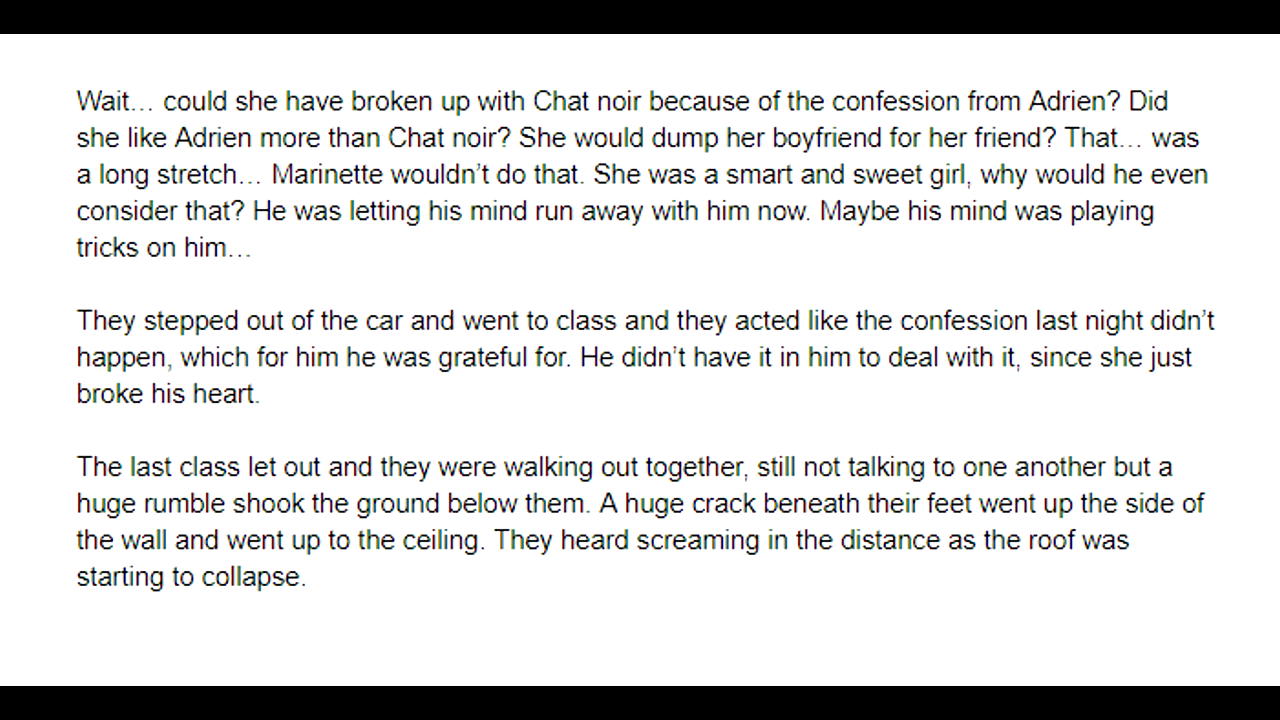 Wait… could she have broken up with Chat noir because of the confession from Adrien? Did
she like Adrien more than Chat noir? She would dump her boyfriend for her friend? That… was
a long stretch… Marinette wouldn’t do that. She was a smart and sweet girl, why would he even
consider that? He was letting his mind run away with him now. Maybe his mind was playing
tricks on him…
They stepped out of the car and went to class and they acted like the confession last night didn’t
happen, which for him he was grateful for. He didn’t have it in him to deal with it, since she just
broke his heart.
The last class let out and they were walking out together, still not talking to one another but a
huge rumble shook the ground below them. A huge crack beneath their feet went up the side of
the wall and went up to the ceiling. They heard screaming in the distance as the roof was
starting to collapse.